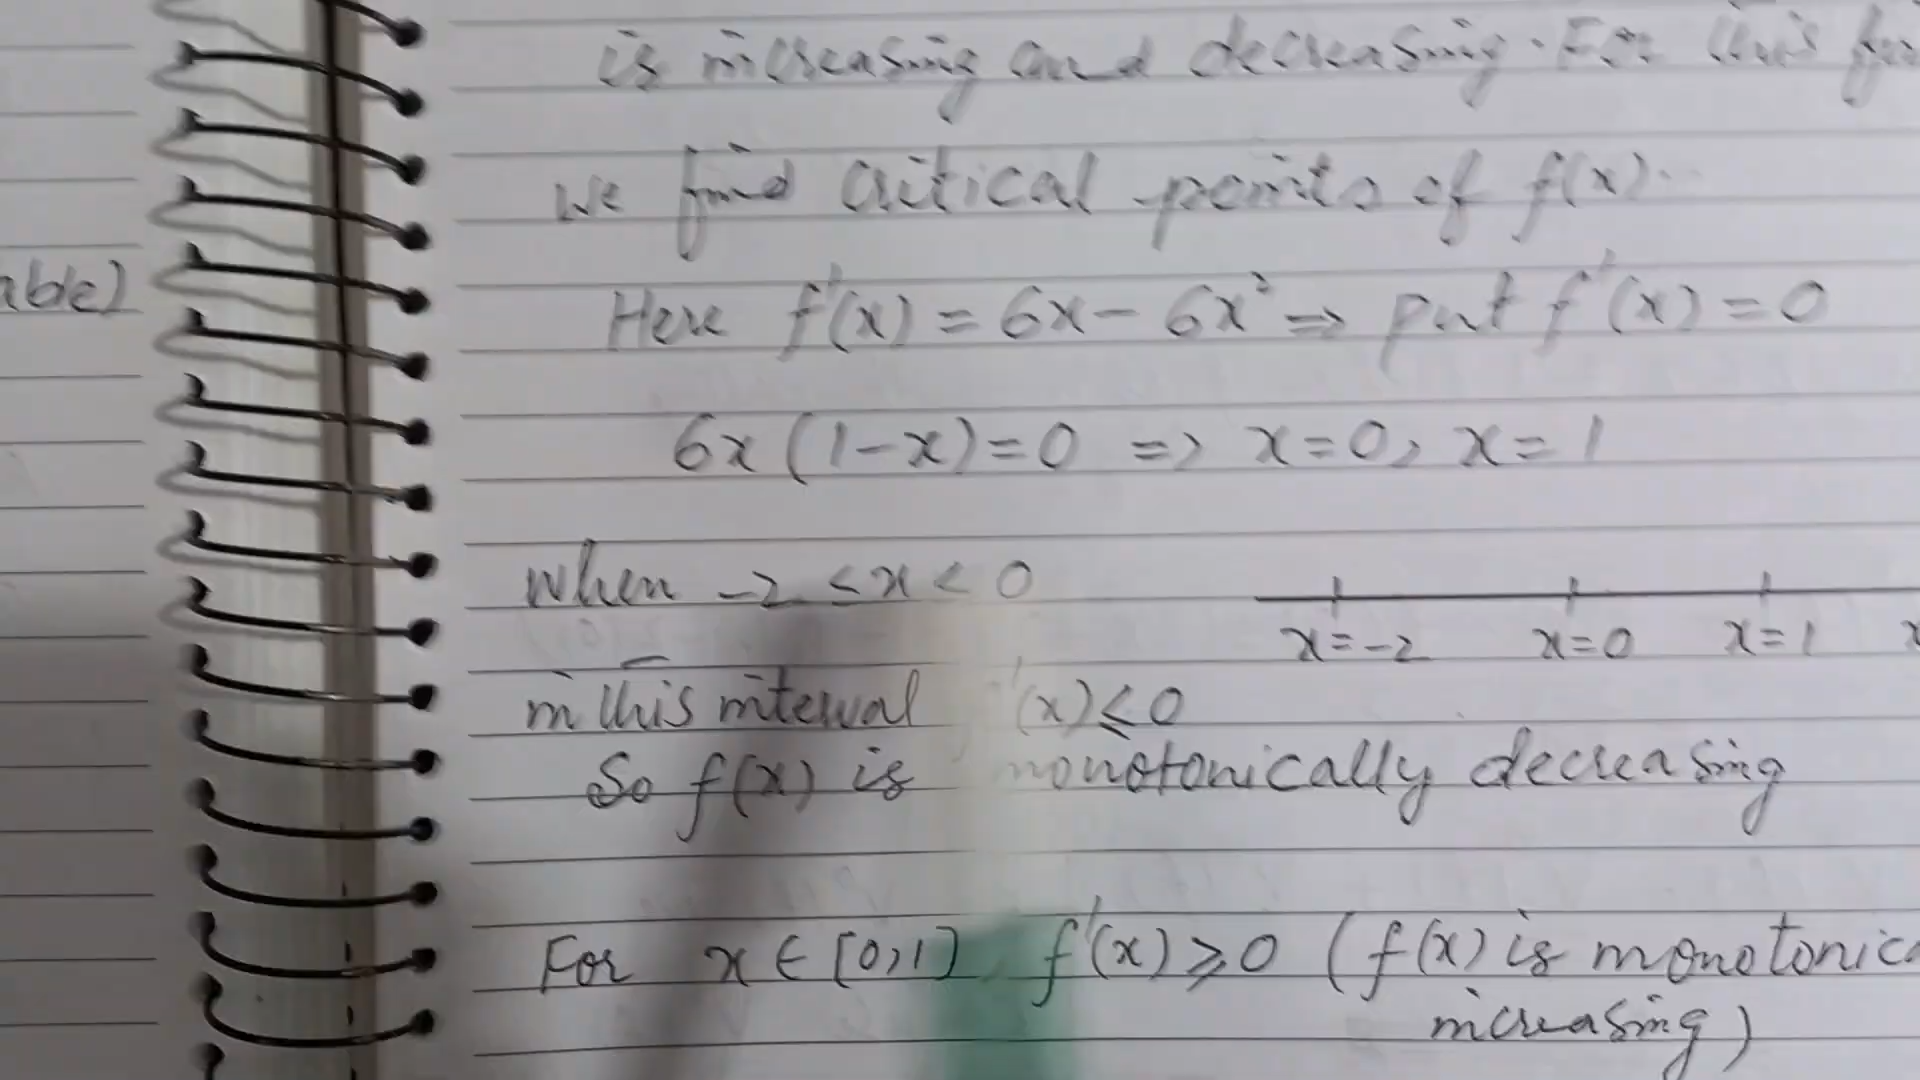 able)
is increasing and decreasing. For this
we find critical points of f(x).
Here f'(x) = 6x - 6x² => put f'(x) = 0
6x (1-x) = 0 => x = 0, x = 1
when -2 ≤ x < 0
x=-2 x=0 x=1
in this interval '(x) ≤ 0
So f(x) is monotonically decreasing
For x ∈ [0,1] f'(x) ≥ 0 (f(x) is monotonic
increasing)